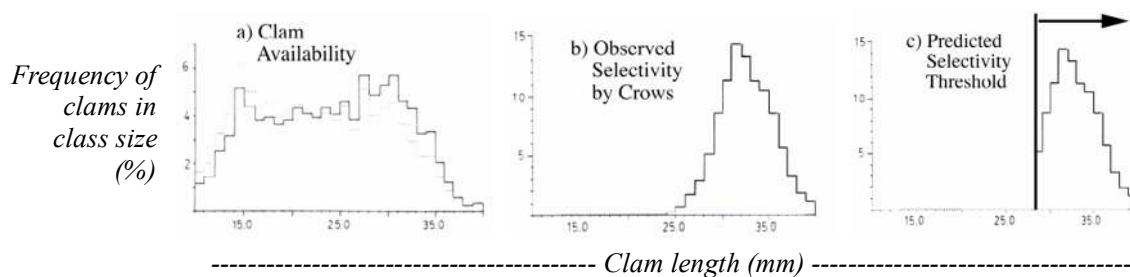 Frequency of
clams in
class size
(%)
a) Clam
Availability
6
4
2
15.0
25.0
35.0
b) Observed
Selectivity
by Crows
15
10
5
15.0
25.0
35.0
c) Predicted
Selectivity
Threshold
15
10
5
15.0
25.0
35.0
Clam length (mm)